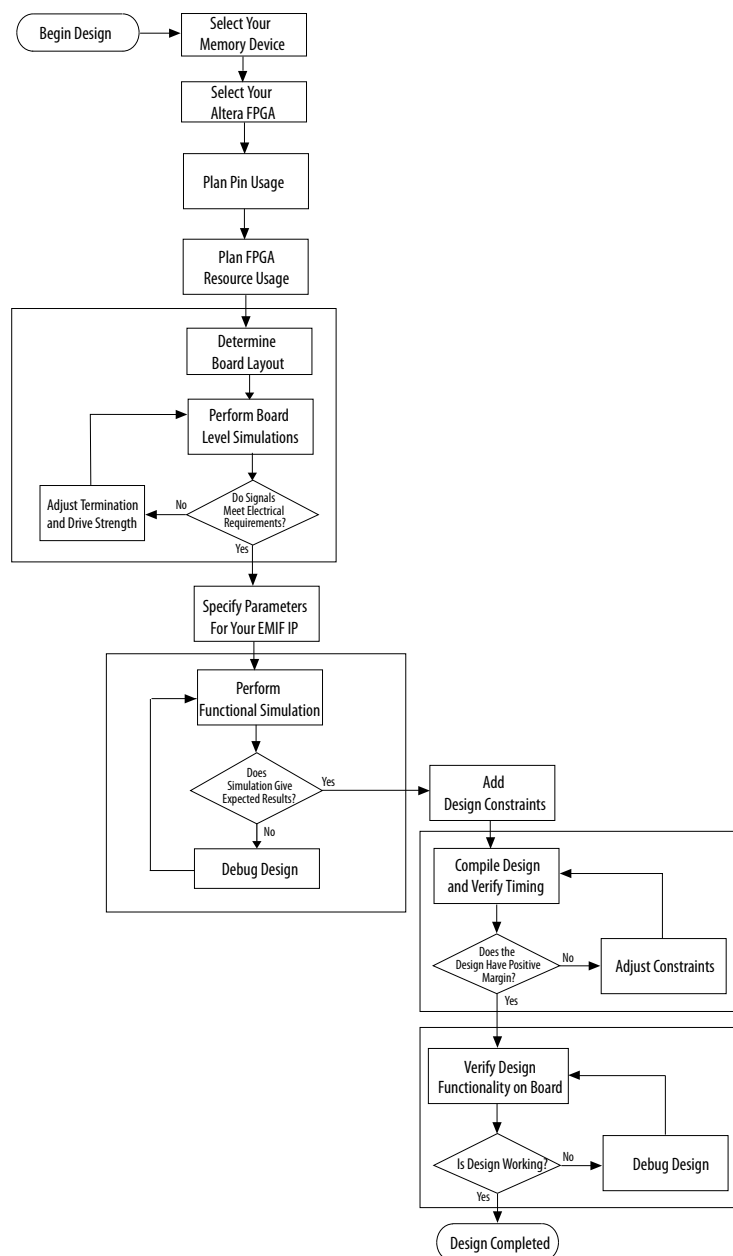 Begin Design
Select Your
Memory Device
Select Your
Altera FPGA
Plan Pin Usage
Plan FPGA
Resource Usage
Determine
Board Layout
Perform Board
Level Simulations
Adjust Termination
and Drive Strength
No
Do Signals
Meet Electrical
Requirements?
Yes
Specify Parameters
For Your EMIF IP
Perform
Functional Simulation
Does
Simulation Give
Expected Results?
Yes
No
Debug Design
Add
Design Constraints
Compile Design
and Verify Timing
Does the
Design Have Positive
Margin?
No
Adjust Constraints
Yes
Verify Design
Functionality on Board
Is Design Working?
No
Debug Design
Yes
Design Completed